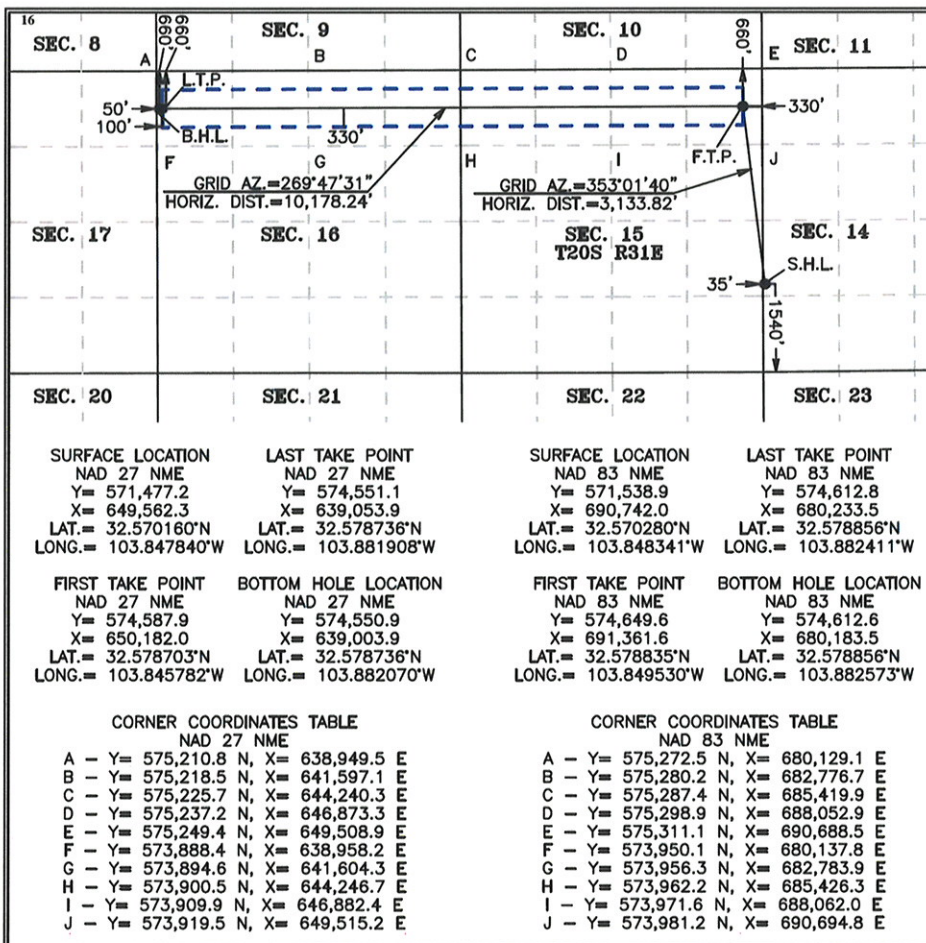 16
SEC. 8
SEC. 9
SEC. 10
SEC. 11
660'
660'
660'
A
B
C
D
E
L.T.P.
50'
100'
B.H.L.
330'
330'
F.T.P.
F
G
H
I
J
GRID AZ.=269°47'31"
HORIZ. DIST.=10,178.24'
GRID AZ.=353°01'40"
HORIZ. DIST.=3,133.82'
SEC. 17
SEC. 16
SEC. 15
T20S R31E
SEC. 14
S.H.L.
35'
1540'
SEC. 20
SEC. 21
SEC. 22
SEC. 23
SURFACE LOCATION
NAD 27 NME
Y= 571,477.2
X= 649,562.3
LAT.= 32.570160°N
LONG.= 103.847840°W
LAST TAKE POINT
NAD 27 NME
Y= 574,551.1
X= 639,053.9
LAT.= 32.578736°N
LONG.= 103.881908°W
SURFACE LOCATION
NAD 83 NME
Y= 571,538.9
X= 690,742.0
LAT.= 32.570280°N
LONG.= 103.848341°W
LAST TAKE POINT
NAD 83 NME
Y= 574,612.8
X= 680,233.5
LAT.= 32.578856°N
LONG.= 103.882411°W
FIRST TAKE POINT
NAD 27 NME
Y= 574,587.9
X= 650,182.0
LAT.= 32.578703°N
LONG.= 103.845782°W
BOTTOM HOLE LOCATION
NAD 27 NME
Y= 574,550.9
X= 639,003.9
LAT.= 32.578736°N
LONG.= 103.882070°W
FIRST TAKE POINT
NAD 83 NME
Y= 574,649.6
X= 691,361.6
LAT.= 32.578835°N
LONG.= 103.849530°W
BOTTOM HOLE LOCATION
NAD 83 NME
Y= 574,612.6
X= 680,183.5
LAT.= 32.578856°N
LONG.= 103.882573°W
CORNER COORDINATES TABLE
NAD 27 NME
A - Y= 575,210.8 N, X= 638,949.5 E
B - Y= 575,218.5 N, X= 641,597.1 E
C - Y= 575,225.7 N, X= 644,240.3 E
D - Y= 575,237.2 N, X= 646,873.3 E
E - Y= 575,249.4 N, X= 649,508.9 E
F - Y= 573,888.4 N, X= 638,958.2 E
G - Y= 573,894.6 N, X= 641,604.3 E
H - Y= 573,900.5 N, X= 644,246.7 E
I - Y= 573,909.9 N, X= 646,882.4 E
J - Y= 573,919.5 N, X= 649,515.2 E
CORNER COORDINATES TABLE
NAD 83 NME
A - Y= 575,272.5 N, X= 680,129.1 E
B - Y= 575,280.2 N, X= 682,776.7 E
C - Y= 575,287.4 N, X= 685,419.9 E
D - Y= 575,298.9 N, X= 688,052.9 E
E - Y= 575,311.1 N, X= 690,688.5 E
F - Y= 573,950.1 N, X= 680,137.8 E
G - Y= 573,956.3 N, X= 682,783.9 E
H - Y= 573,962.2 N, X= 685,426.3 E
I - Y= 573,971.6 N, X= 688,062.0 E
J - Y= 573,981.2 N, X= 690,694.8 E